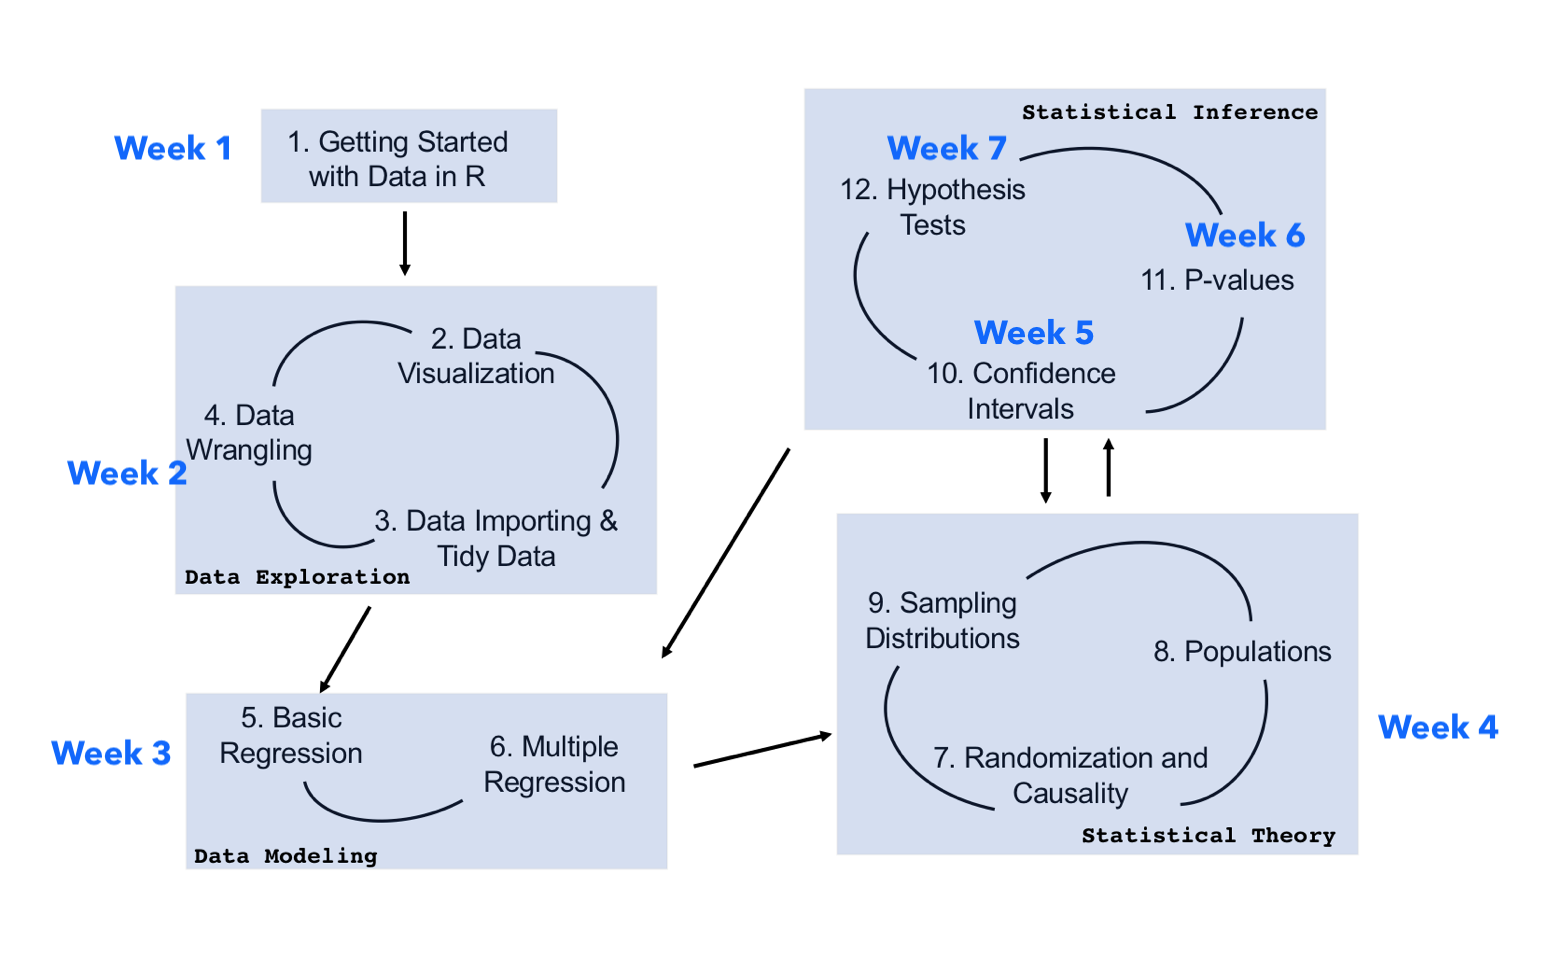 Week 1
1. Getting Started
with Data in R
2. Data
Visualization
4. Data
Wrangling
Week 2
3. Data Importing &
Tidy Data
Data Exploration
Week 3
5. Basic
Regression
6. Multiple
Regression
Data Modeling
Statistical Inference
Week 7
12. Hypothesis
Tests
Week 6
11. P-values
Week 5
10. Confidence
Intervals
9. Sampling
Distributions
8. Populations
Week 4
7. Randomization and
Causality
Statistical Theory